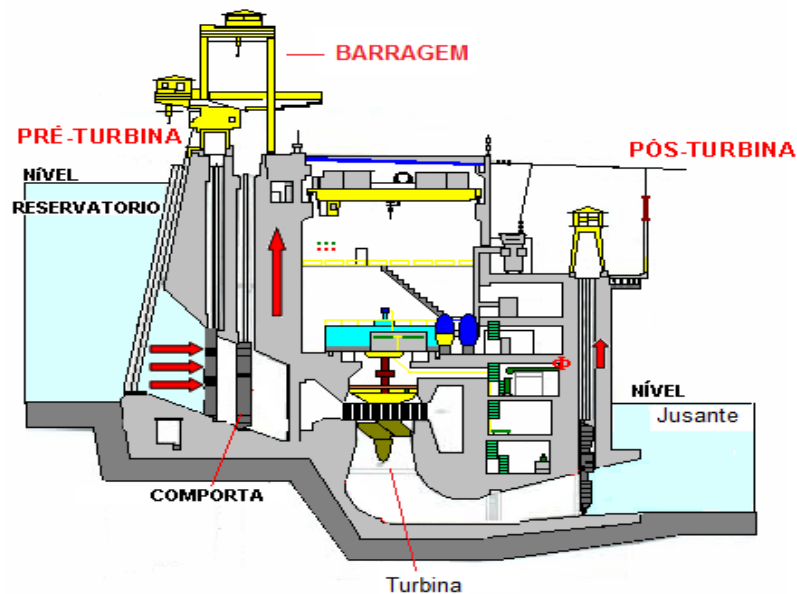 BARRAGEM
PRÉ-TURBINA
PÓS-TURBINA
NÍVEL
RESERVATORIO
NÍVEL
Jusante
COMPORTA
Turbina